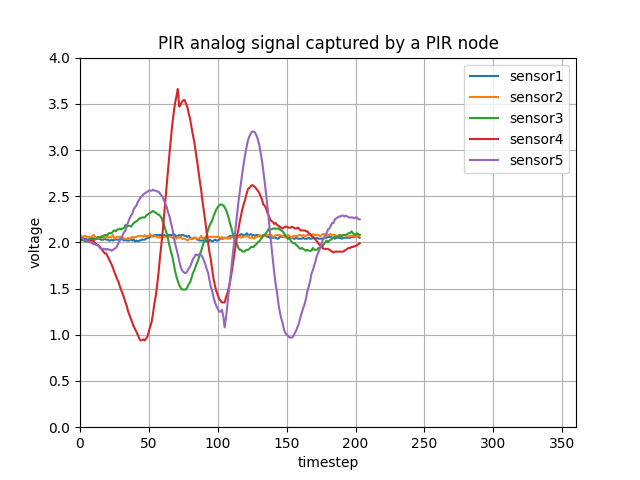 PIR analog signal captured by a PIR node
sensor1
sensor2
sensor3
sensor4
sensor5
voltage
4.0
3.5
3.0
2.5
2.0
1.5
1.0
0.5
0.0
0 50 100 150 200 250 300 350
timestep